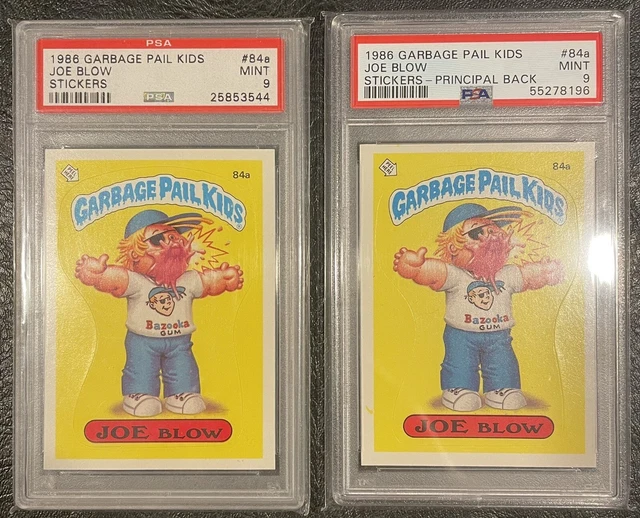 PSA
1986 GARBAGE PAIL KIDS #84a
JOE BLOW MINT
STICKERS 9
PSA 25853544
84a
GARBAGE PAIL KIDS
Bazooka
GUM
JOE BLOW
1986 GARBAGE PAIL KIDS #84a
JOE BLOW MINT
STICKERS-PRINCIPAL BACK 9
PSA 55278196
84a
GARBAGE PAIL KIDS
Bazooka
GUM
JOE BLOW